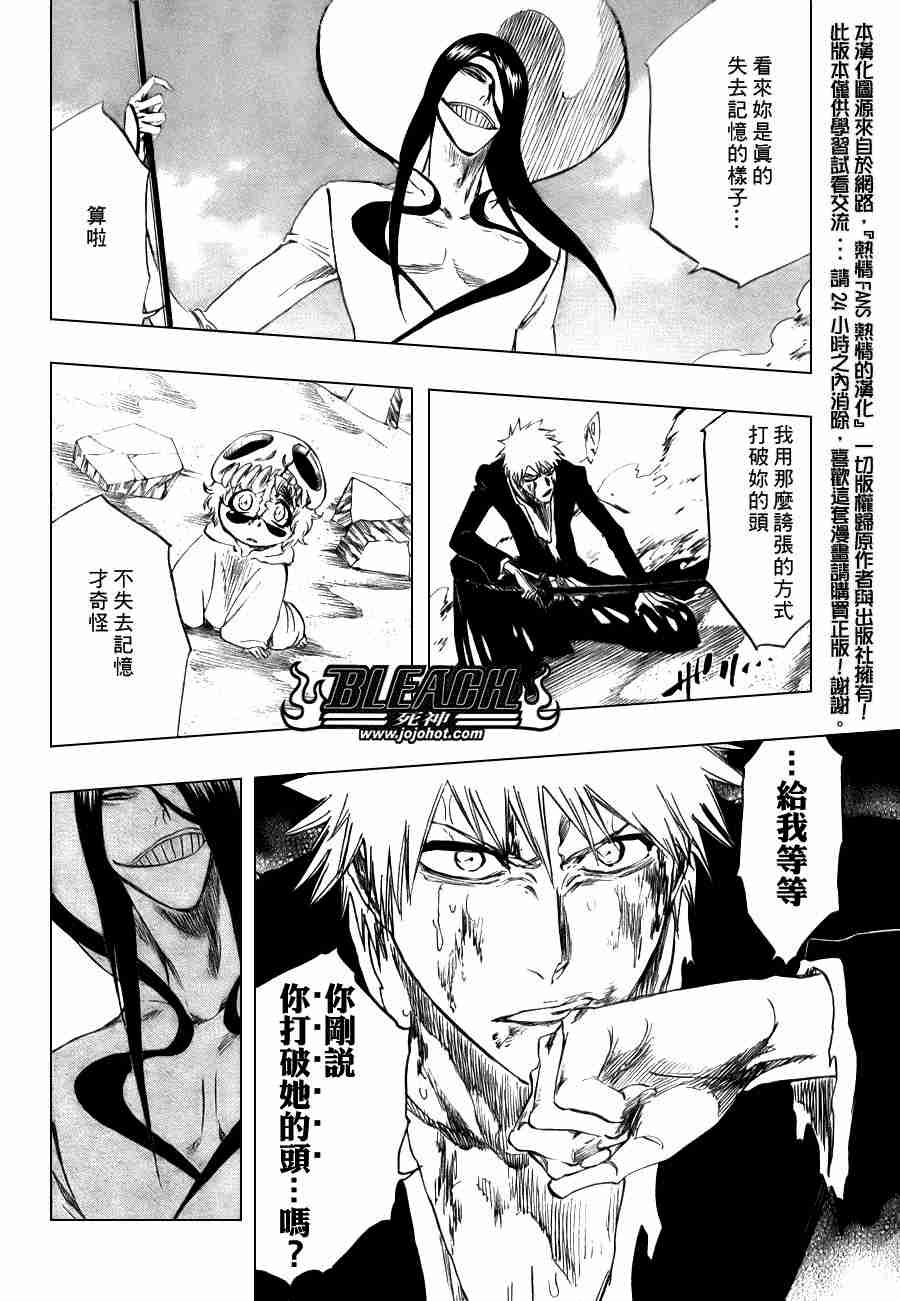 本漢化圖源來自於網路，『熱情FANS熱情的漢化』一切版權歸原作者與出版社擁有！
此版本僅供學習試看交流…請24小時之內消除，喜歡這套漫畫請購買正版！謝謝。
看來妳是真的
失去記憶的樣子…
算啦
我用那麼誇張的方式
打破妳的頭
不失去記憶
才奇怪
BLEACH
死神
www.jojohot.com
…給我等等
你剛說
你打破她的頭…嗎？